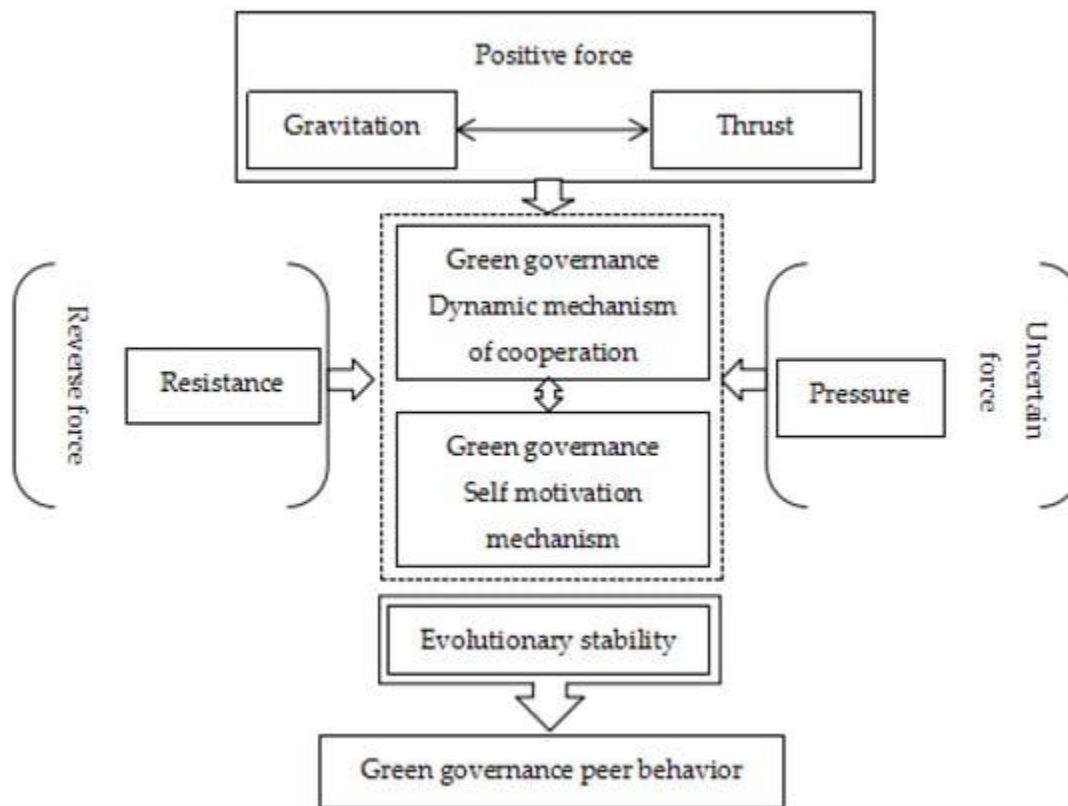 Positive force
Gravitation
Thrust
Green governance
Dynamic mechanism
of cooperation
Reverse force
Resistance
Pressure
Uncertain
force
Green governance
Self motivation
mechanism
Evolutionary stability
Green governance peer behavior